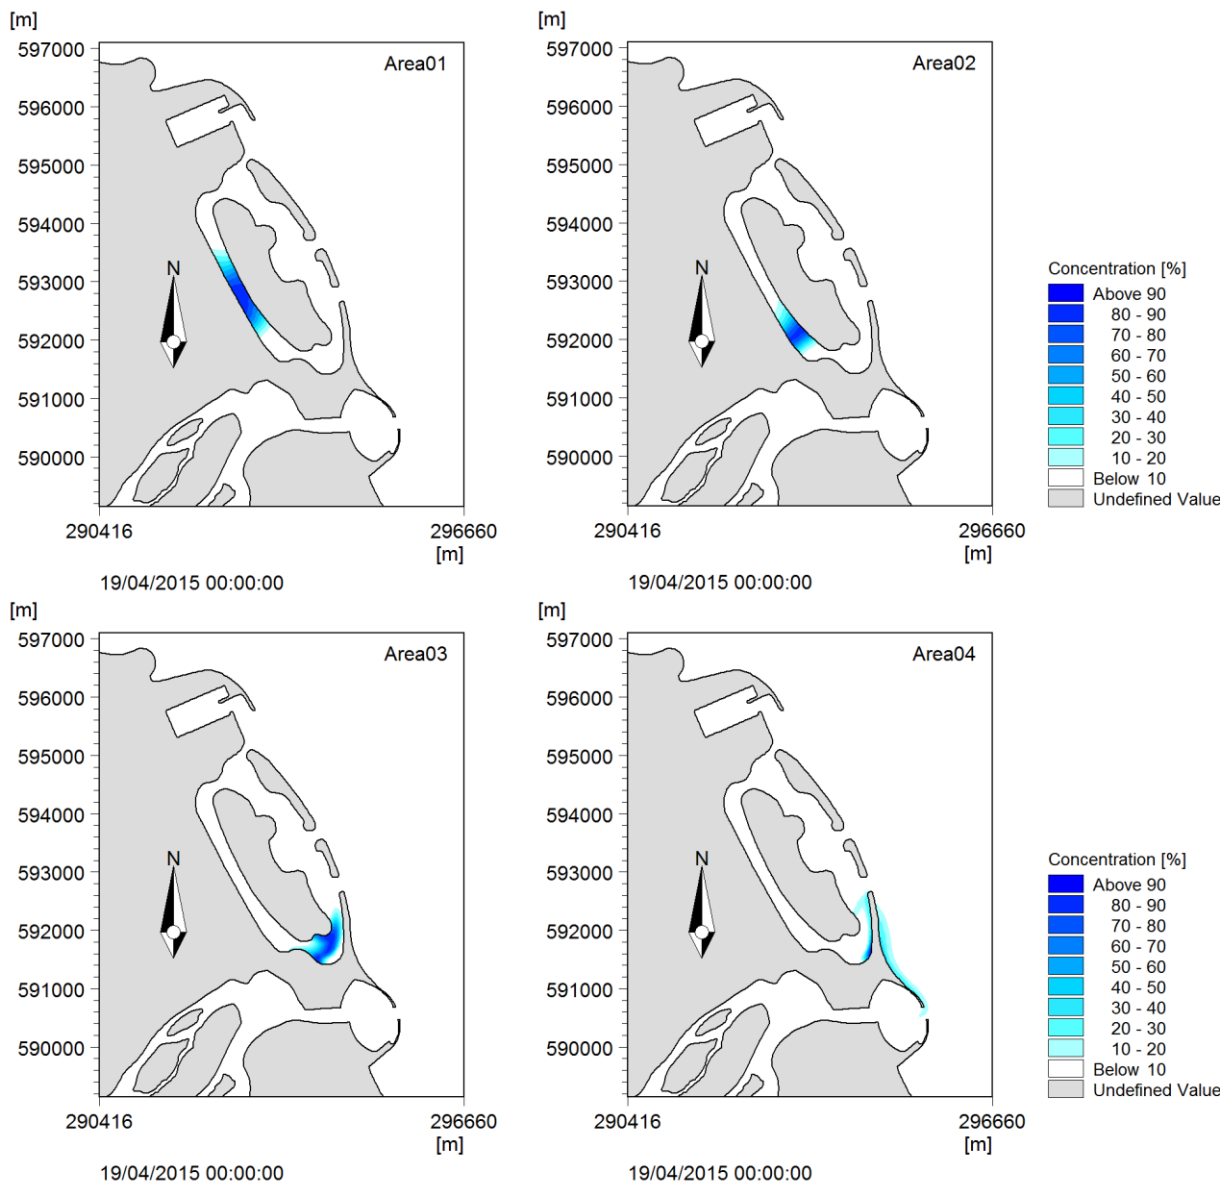 [m]
597000
596000
595000
594000
593000
592000
591000
590000
Area01
N
290416
296660
[m]
19/04/2015 00:00:00
[m]
597000
596000
595000
594000
593000
592000
591000
590000
Area02
N
290416
296660
[m]
19/04/2015 00:00:00
Concentration [%]
Above 90
80 - 90
70 - 80
60 - 70
50 - 60
40 - 50
30 - 40
20 - 30
10 - 20
Below 10
Undefined Value
[m]
597000
596000
595000
594000
593000
592000
591000
590000
Area03
N
290416
296660
[m]
19/04/2015 00:00:00
[m]
597000
596000
595000
594000
593000
592000
591000
590000
Area04
N
290416
296660
[m]
19/04/2015 00:00:00
Concentration [%]
Above 90
80 - 90
70 - 80
60 - 70
50 - 60
40 - 50
30 - 40
20 - 30
10 - 20
Below 10
Undefined Value